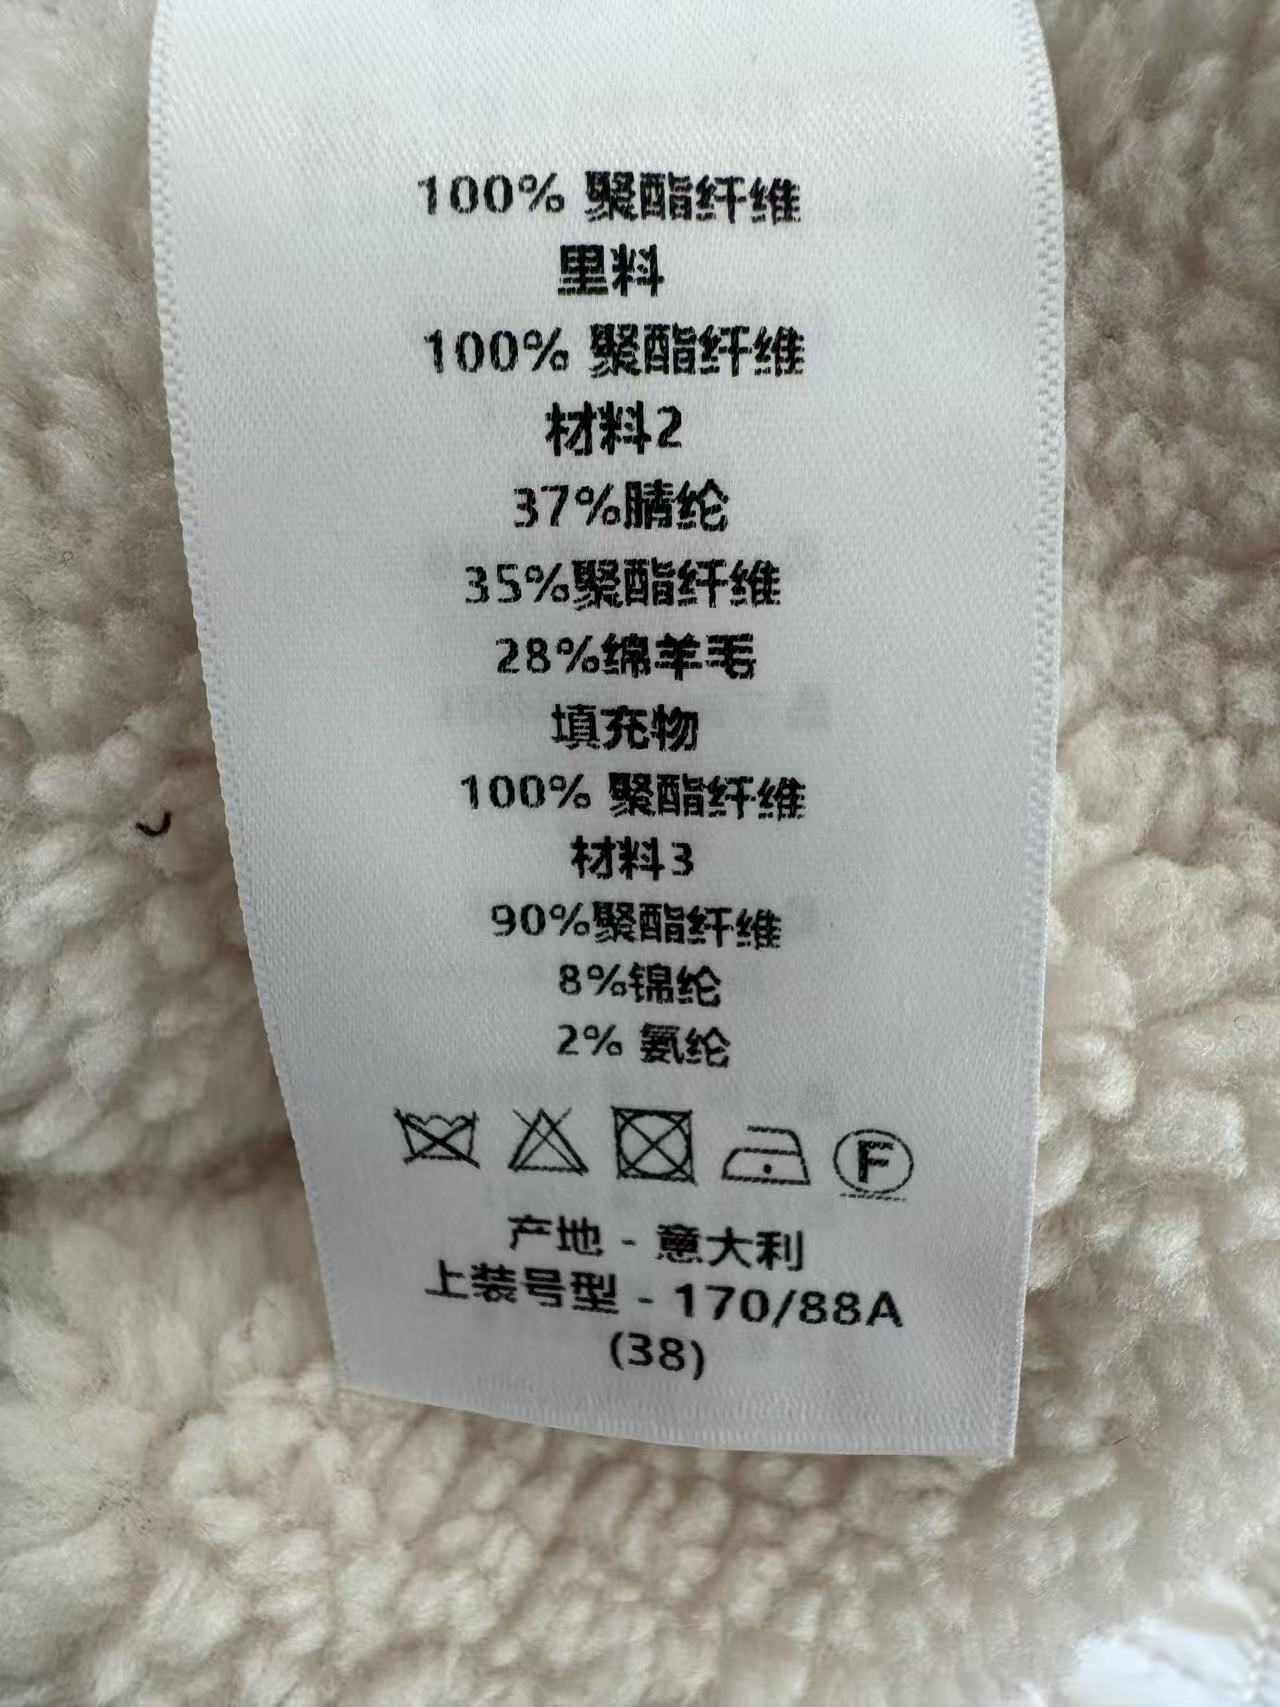 100% 聚酯纤维
里料
100% 聚酯纤维
材料2
37%腈纶
35%聚酯纤维
28%绵羊毛
填充物
100% 聚酯纤维
材料3
90%聚酯纤维
8%锦纶
2% 氨纶
F
产地 - 意大利
上装号型 - 170/88A
(38)